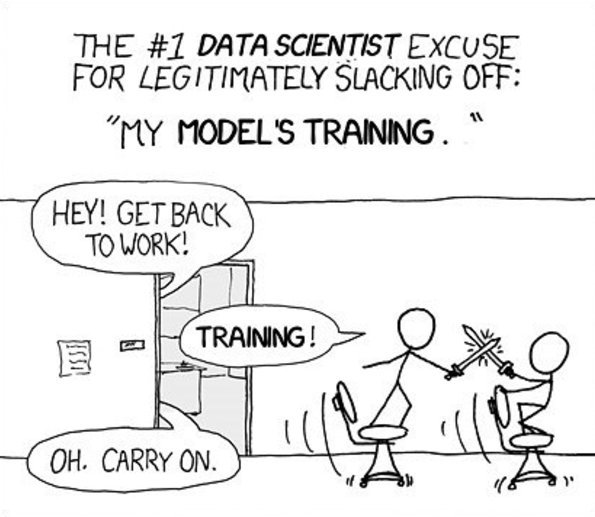 THE #1 DATA SCIENTIST EXCUSE
FOR LEGITIMATELY SLACKING OFF:
"MY MODEL'S TRAINING. "
HEY! GET BACK
TO WORK!
TRAINING!
OH. CARRY ON.